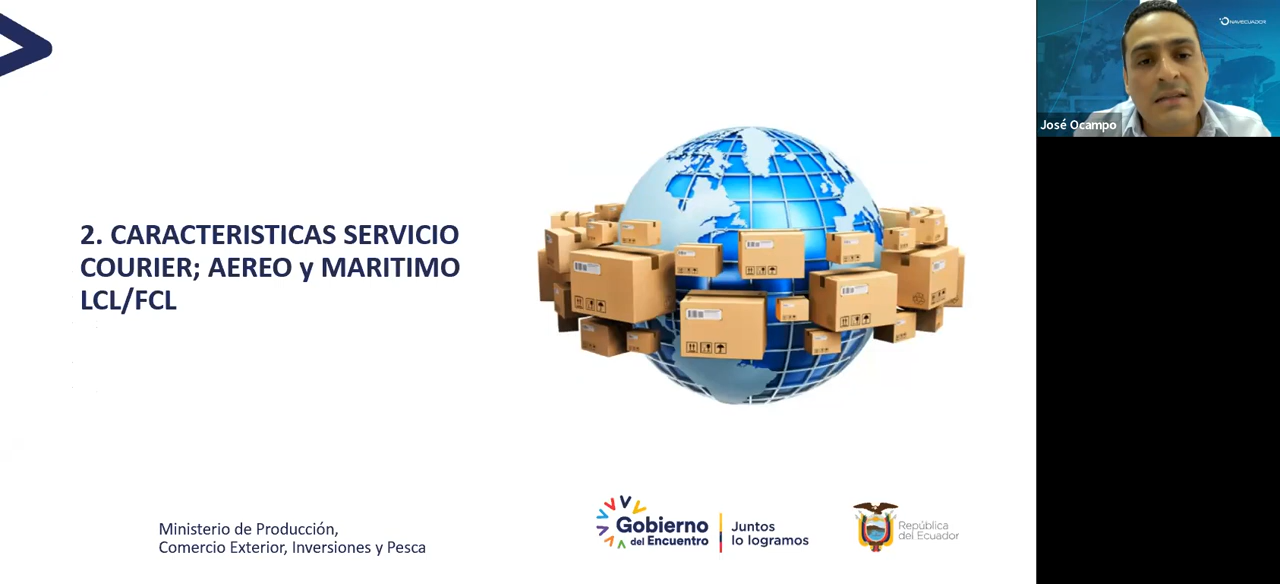 2. CARACTERISTICAS SERVICIO
COURIER; AEREO y MARITIMO
LCL/FCL
Ministerio de Producción,
Comercio Exterior, Inversiones y Pesca
Gobierno
del Encuentro
Juntos
lo logramos
República
del Ecuador
NAVECUADOR
José Ocampo